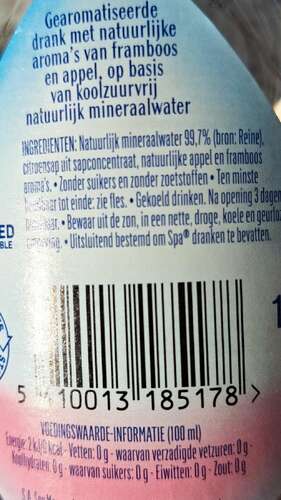 Gearomatiseerde
drank met natuurlijke
aroma's van framboos
en appel, op basis
van koolzuurvrij
natuurlijk mineraalwater
INGREDIENTEN: Natuurlijk mineraalwater 99,7% (bron: Reine),
citroensap uit sapconcentraat, natuurlijke appel en framboos
aroma's. • Zonder suikers en zonder zoetstoffen • Ten minste
tot einde: zie fles. • Gekoeld drinken. Na opening 3 dagen
• Bewaar uit de zon, in een nette, droge, koele en
• Uitsluitend bestemd om Spa® dranken te bevatten.
5 410013 185178 >
VOEDINGSWAARDE-INFORMATIE (100 ml)
Energie: 2 kJ/0 kcal - Vetten: 0 g - waarvan verzadigde vetzuren: 0 g -
Koolhydraten: 0 g - waarvan suikers: 0 g - Eiwitten: 0 g - Zout: 0 g